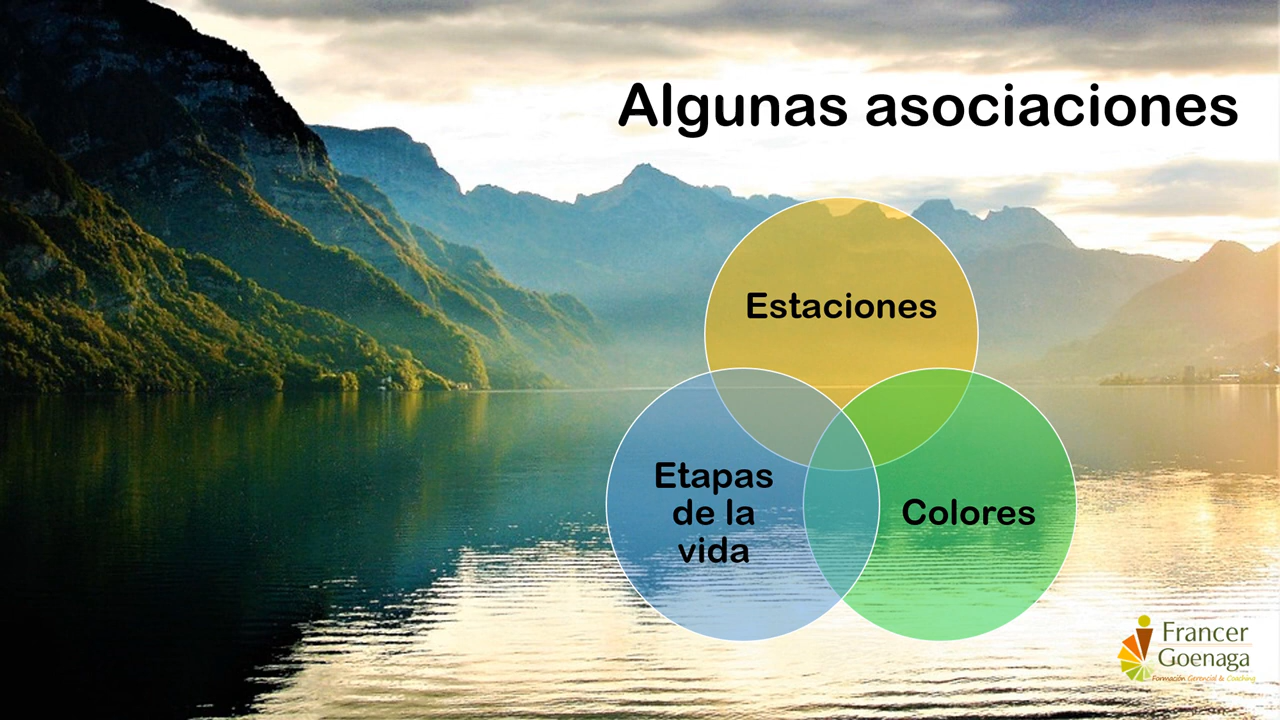 Algunas asociaciones
Estaciones
Etapas
de la
vida
Colores
Francer
Goenaga
Formación Gerencial & Coaching